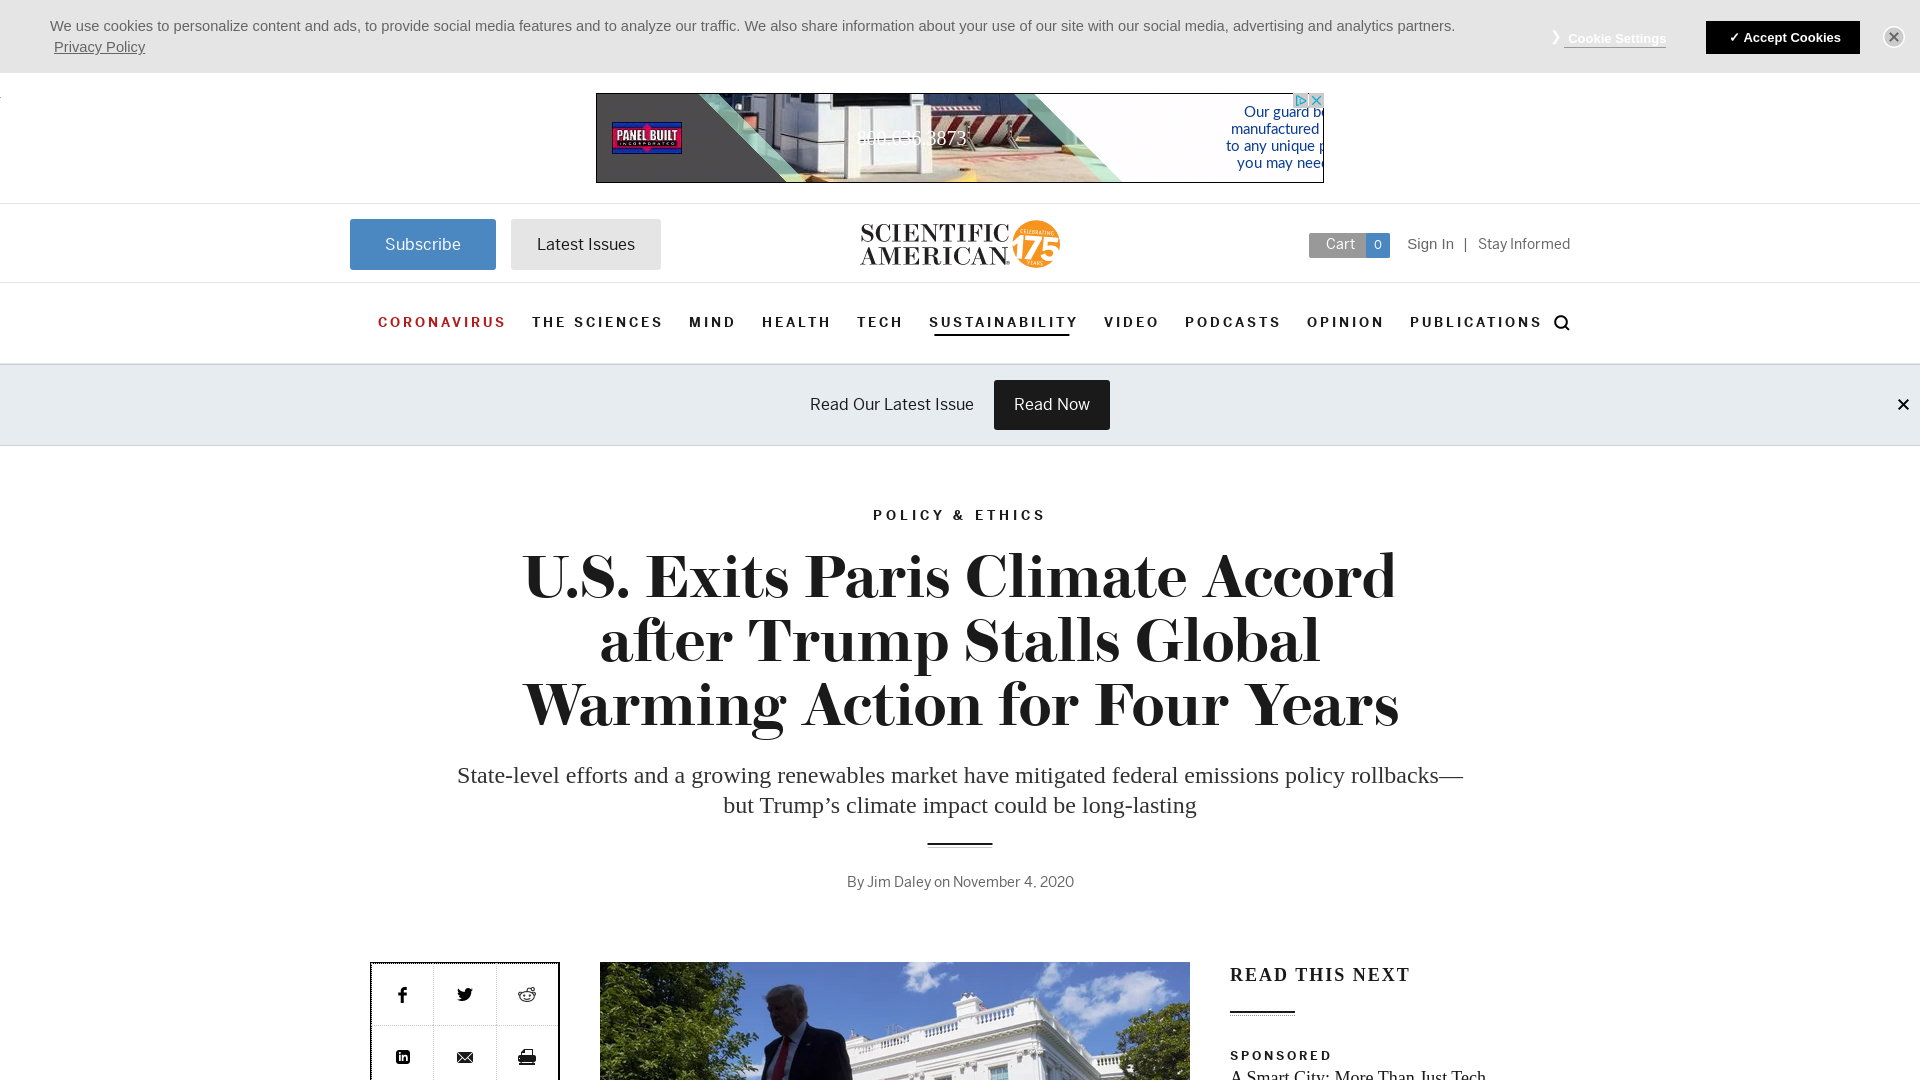 We use cookies to personalize content and ads, to provide social media features and to analyze our traffic. We also share information about your use of our site with our social media, advertising and analytics partners.
Privacy Policy
❯ Cookie Settings
✓ Accept Cookies
PANEL BUILT
INCORPORATED
800.636.3873
Our guard bo
manufactured
to any unique p
you may need
Subscribe
Latest Issues
SCIENTIFIC
AMERICAN
CELEBRATING
175
YEARS
Cart 0
Sign In | Stay Informed
CORONAVIRUS THE SCIENCES MIND HEALTH TECH SUSTAINABILITY VIDEO PODCASTS OPINION PUBLICATIONS
Read Our Latest Issue
Read Now
POLICY & ETHICS
U.S. Exits Paris Climate Accord
after Trump Stalls Global
Warming Action for Four Years
State-level efforts and a growing renewables market have mitigated federal emissions policy rollbacks—
but Trump’s climate impact could be long-lasting
By Jim Daley on November 4, 2020
READ THIS NEXT
SPONSORED
A Smart City: More Than Just Tech